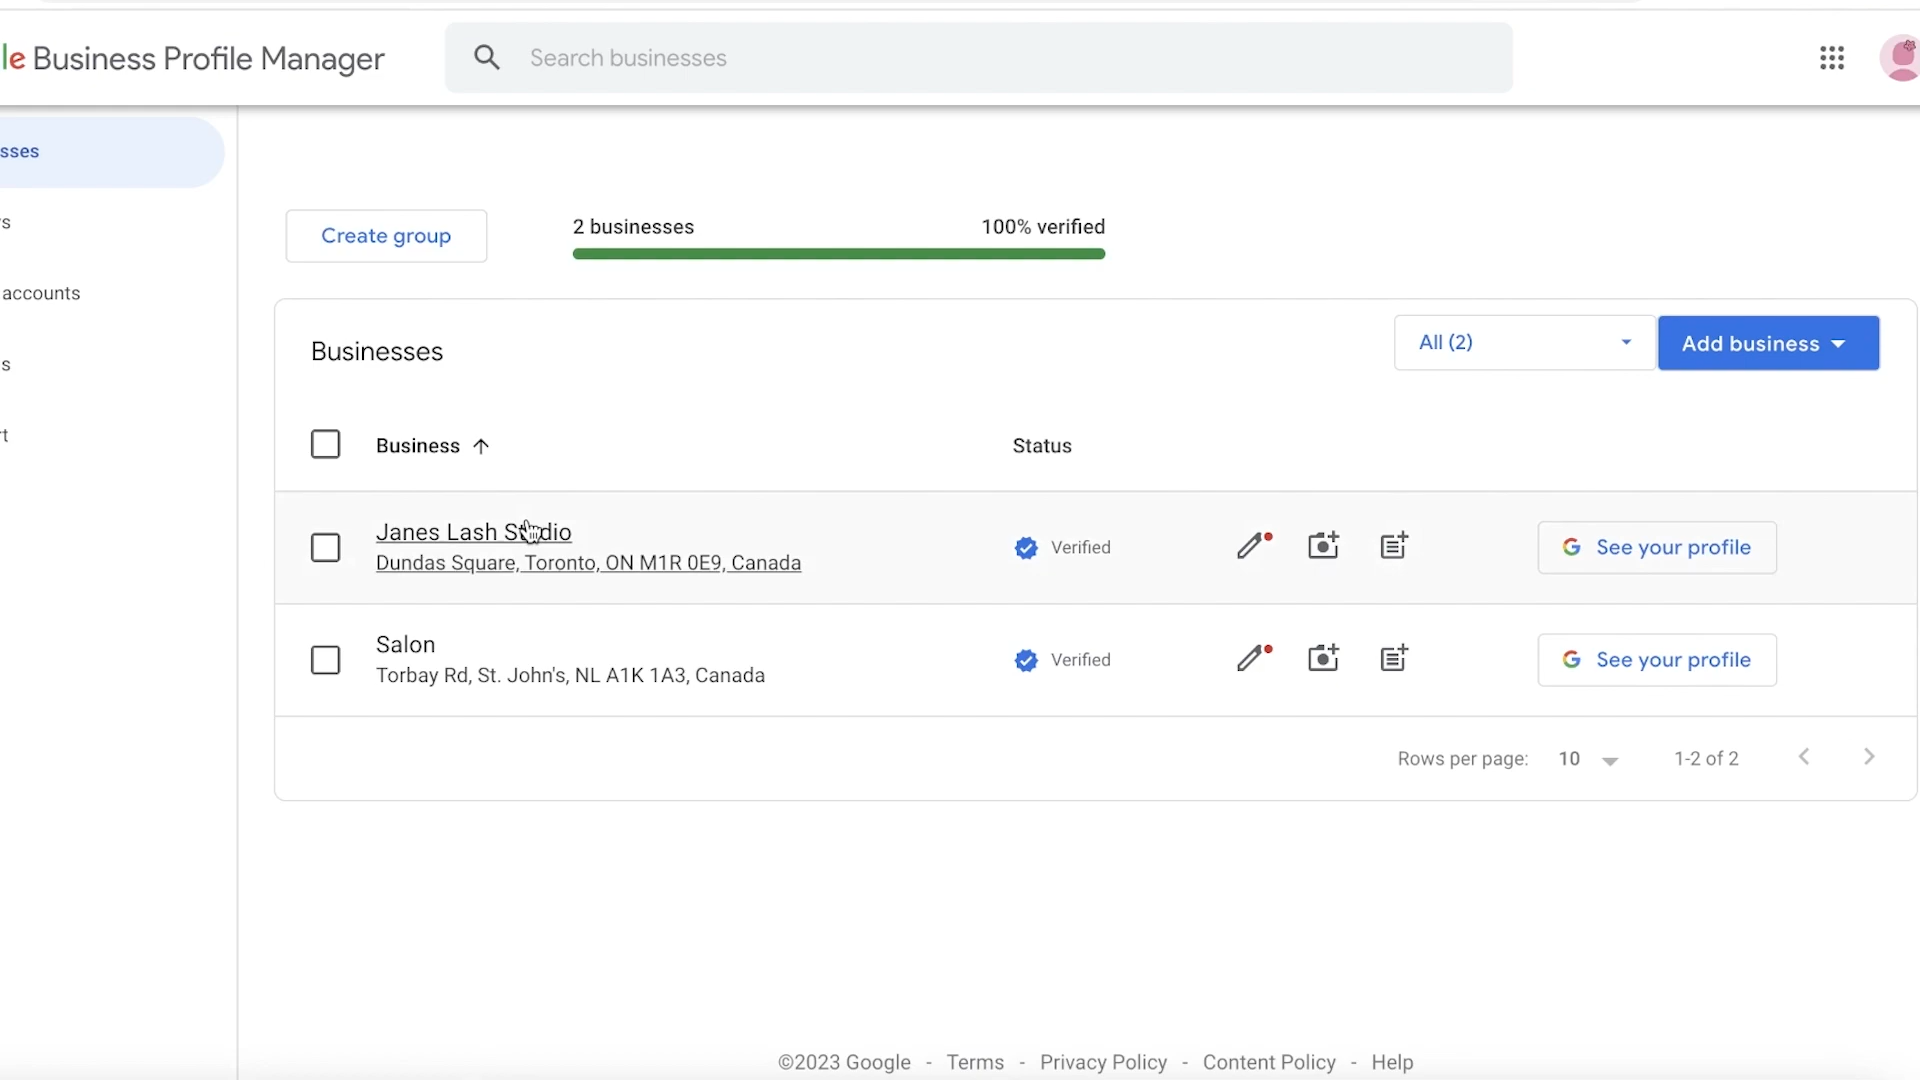 le Business Profile Manager
Search businesses
sses
rs
accounts
s
rt
Create group
2 businesses
100% verified
Businesses
All (2)
Add business
Business
Status
Janes Lash Studio
Dundas Square, Toronto, ON M1R 0E9, Canada
Verified
See your profile
Salon
Torbay Rd, St. John's, NL A1K 1A3, Canada
Verified
See your profile
Rows per page: 10 1-2 of 2
©2023 Google - Terms - Privacy Policy - Content Policy - Help